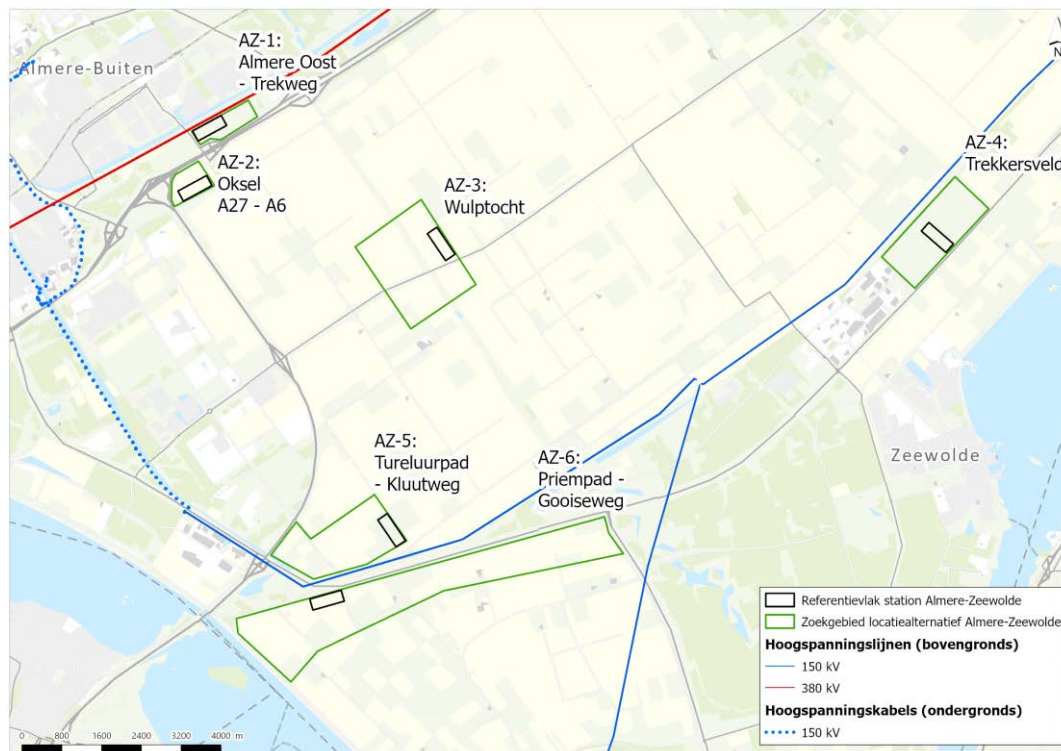 AZ-1:
Almere Oost
- Trekweg
Almere-Buiten
N
AZ-4:
Trekkersveld
AZ-2:
Oksel
A27 - A6
AZ-3:
Wulptocht
AZ-5:
Tureluurpad
- Kluutweg
AZ-6:
Priempad -
Gooiseweg
Zeewolde
Referentievlak station Almere-Zeewolde
Zoekgebied locatiealternatief Almere-Zeewolde
Hoogspanningslijnen (bovengronds)
150 kV
380 kV
Hoogspanningskabels (ondergronds)
150 kV
0 800 1600 2400 3200 4000 m